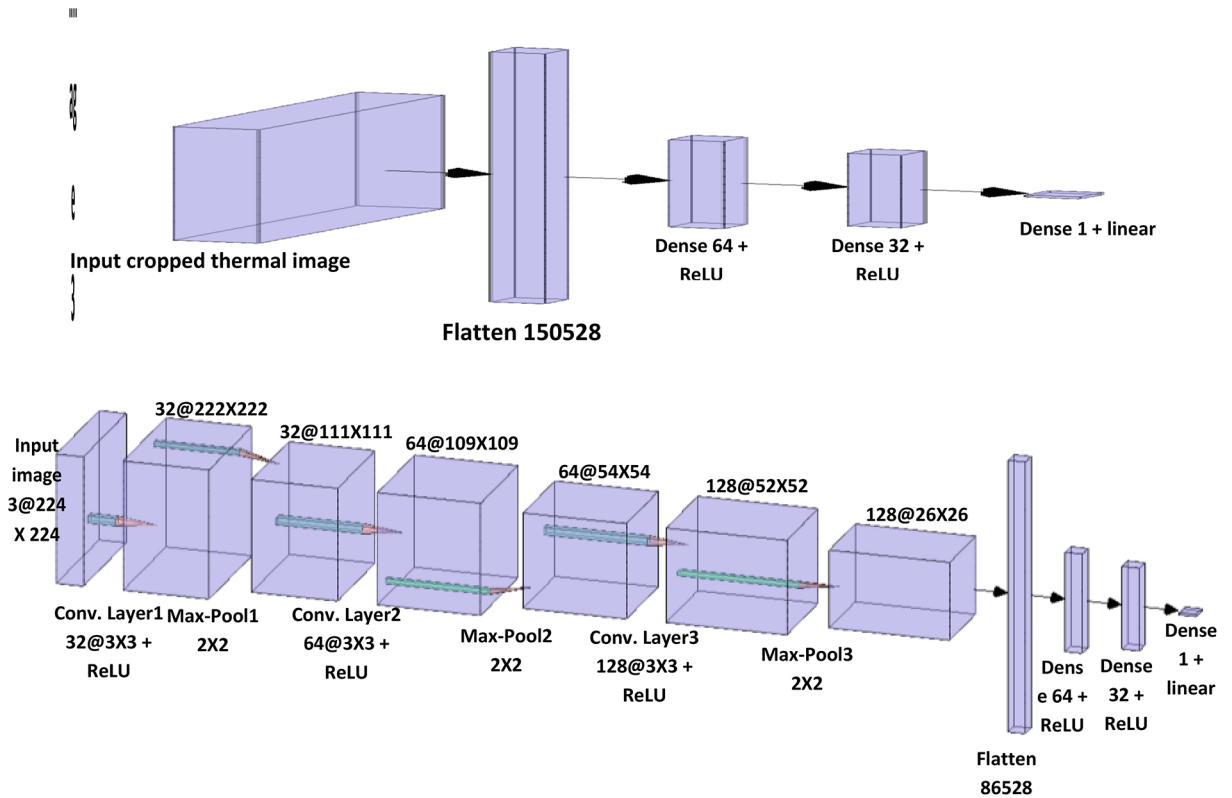 Input cropped thermal image
Dense 64 +
ReLU
Dense 32 +
ReLU
Dense 1 + linear
Flatten 150528
Input
image
3@224
X 224
32@222X222
32@111X111
64@109X109
64@54X54
128@52X52
128@26X26
Conv. Layer1
32@3X3 +
ReLU
Max-Pool1
2X2
Conv. Layer2
64@3X3 +
ReLU
Max-Pool2
2X2
Conv. Layer3
128@3X3 +
ReLU
Max-Pool3
2X2
Flatten
86528
Dens
e 64 +
ReLU
Dense
32 +
ReLU
Dense
1 +
linear
e
3